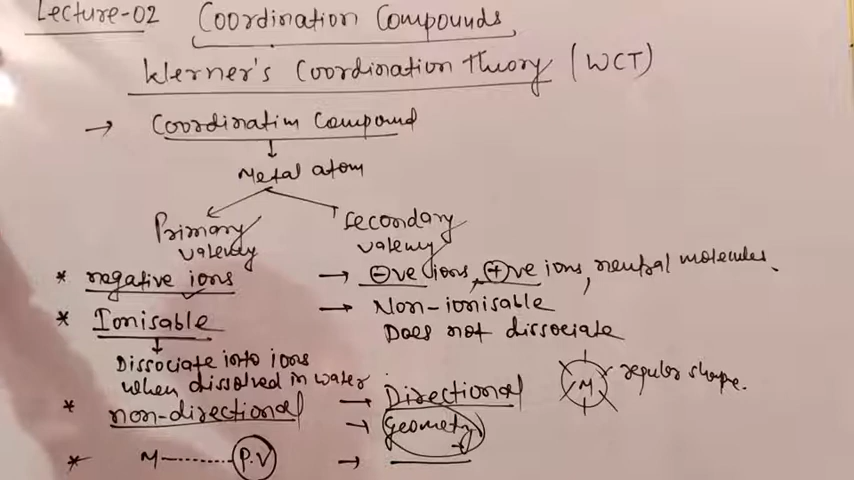 Lecture-02 Coordination Compounds
Werner's Coordination Theory (WCT)
→ Coordination Compound
Metal atom
Primary valency Secondary valency
* negative ions → ⊖ve ions, ⊕ve ions, neutral molecules.
* Ionisable → Non-ionisable
Does not dissociate
Dissociate into ions
when dissolved in water
* non-directional → Directional M regular shape.
→ Geometry
* M------- P.V →